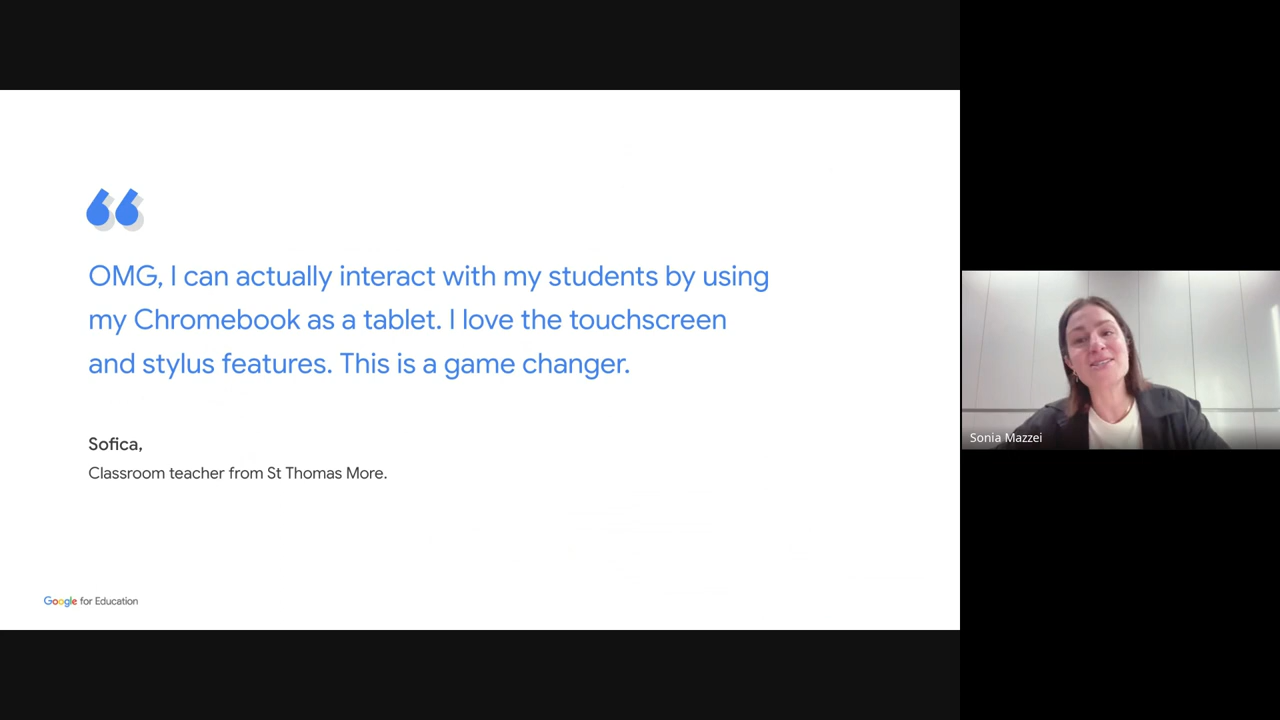 OMG, I can actually interact with my students by using
my Chromebook as a tablet. I love the touchscreen
and stylus features. This is a game changer.
Sofica,
Classroom teacher from St Thomas More.
Google for Education
Sonia Mazzei